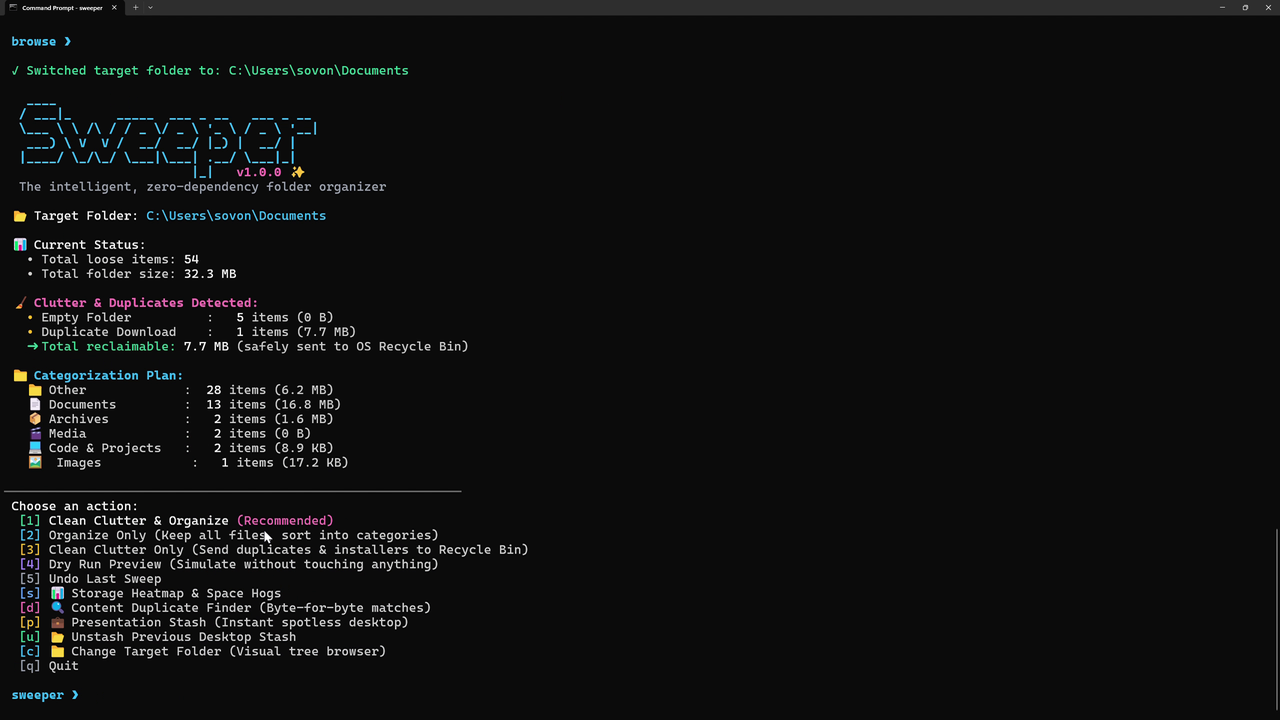 Command Prompt - sweeper
browse ❯
✓ Switched target folder to: C:\Users\sovon\Documents
Sweeper
v1.0.0 ✨
The intelligent, zero-dependency folder organizer
📂 Target Folder: C:\Users\sovon\Documents
📊 Current Status:
• Total loose items: 54
• Total folder size: 32.3 MB
🧹 Clutter & Duplicates Detected:
• Empty Folder : 5 items (0 B)
• Duplicate Download : 1 items (7.7 MB)
→ Total reclaimable: 7.7 MB (safely sent to OS Recycle Bin)
📁 Categorization Plan:
📁 Other : 28 items (6.2 MB)
📄 Documents : 13 items (16.8 MB)
📦 Archives : 2 items (1.6 MB)
🎬 Media : 2 items (0 B)
💻 Code & Projects : 2 items (8.9 KB)
🖼️ Images : 1 items (17.2 KB)
Choose an action:
[1] Clean Clutter & Organize (Recommended)
[2] Organize Only (Keep all files, sort into categories)
[3] Clean Clutter Only (Send duplicates & installers to Recycle Bin)
[4] Dry Run Preview (Simulate without touching anything)
[5] Undo Last Sweep
[s] 📊 Storage Heatmap & Space Hogs
[d] 🔍 Content Duplicate Finder (Byte-for-byte matches)
[p] 💼 Presentation Stash (Instant spotless desktop)
[u] 📂 Unstash Previous Desktop Stash
[c] 📁 Change Target Folder (Visual tree browser)
[q] Quit
sweeper ❯